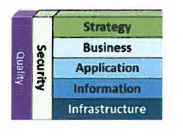 Quality
Security
Strategy
Business
Application
Information
Infrastructure